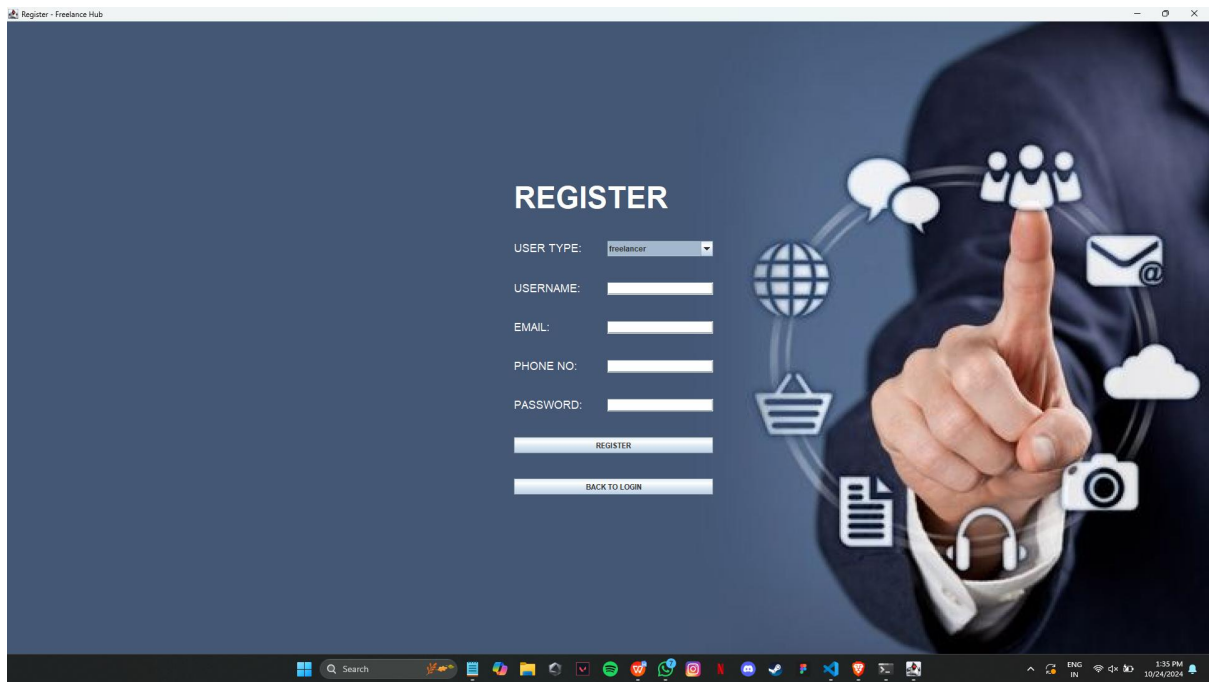 Register - Freelance Hub
REGISTER
USER TYPE: freelancer
USERNAME:
EMAIL:
PHONE NO:
PASSWORD:
REGISTER
BACK TO LOGIN
Search
ENG
IN
1:35 PM
10/24/2024